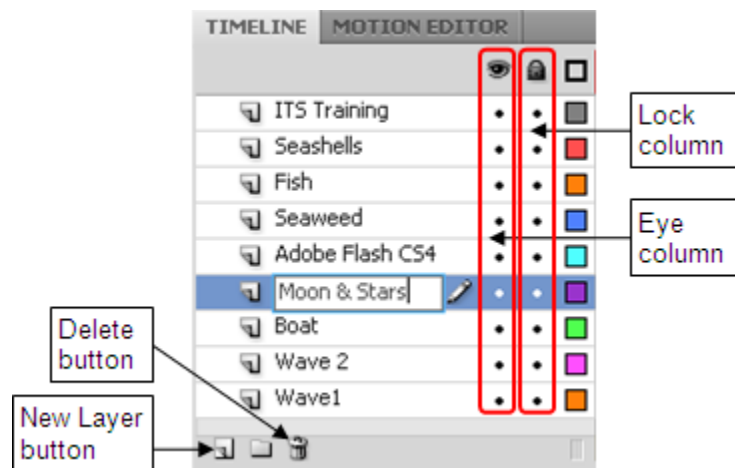 TIMELINE MOTION EDITOR
ITS Training
Lock
column
Seashells
Fish
Seaweed
Eye
column
Adobe Flash CS4
Moon & Stars
Delete
button
Boat
Wave 2
Wave1
New Layer
button